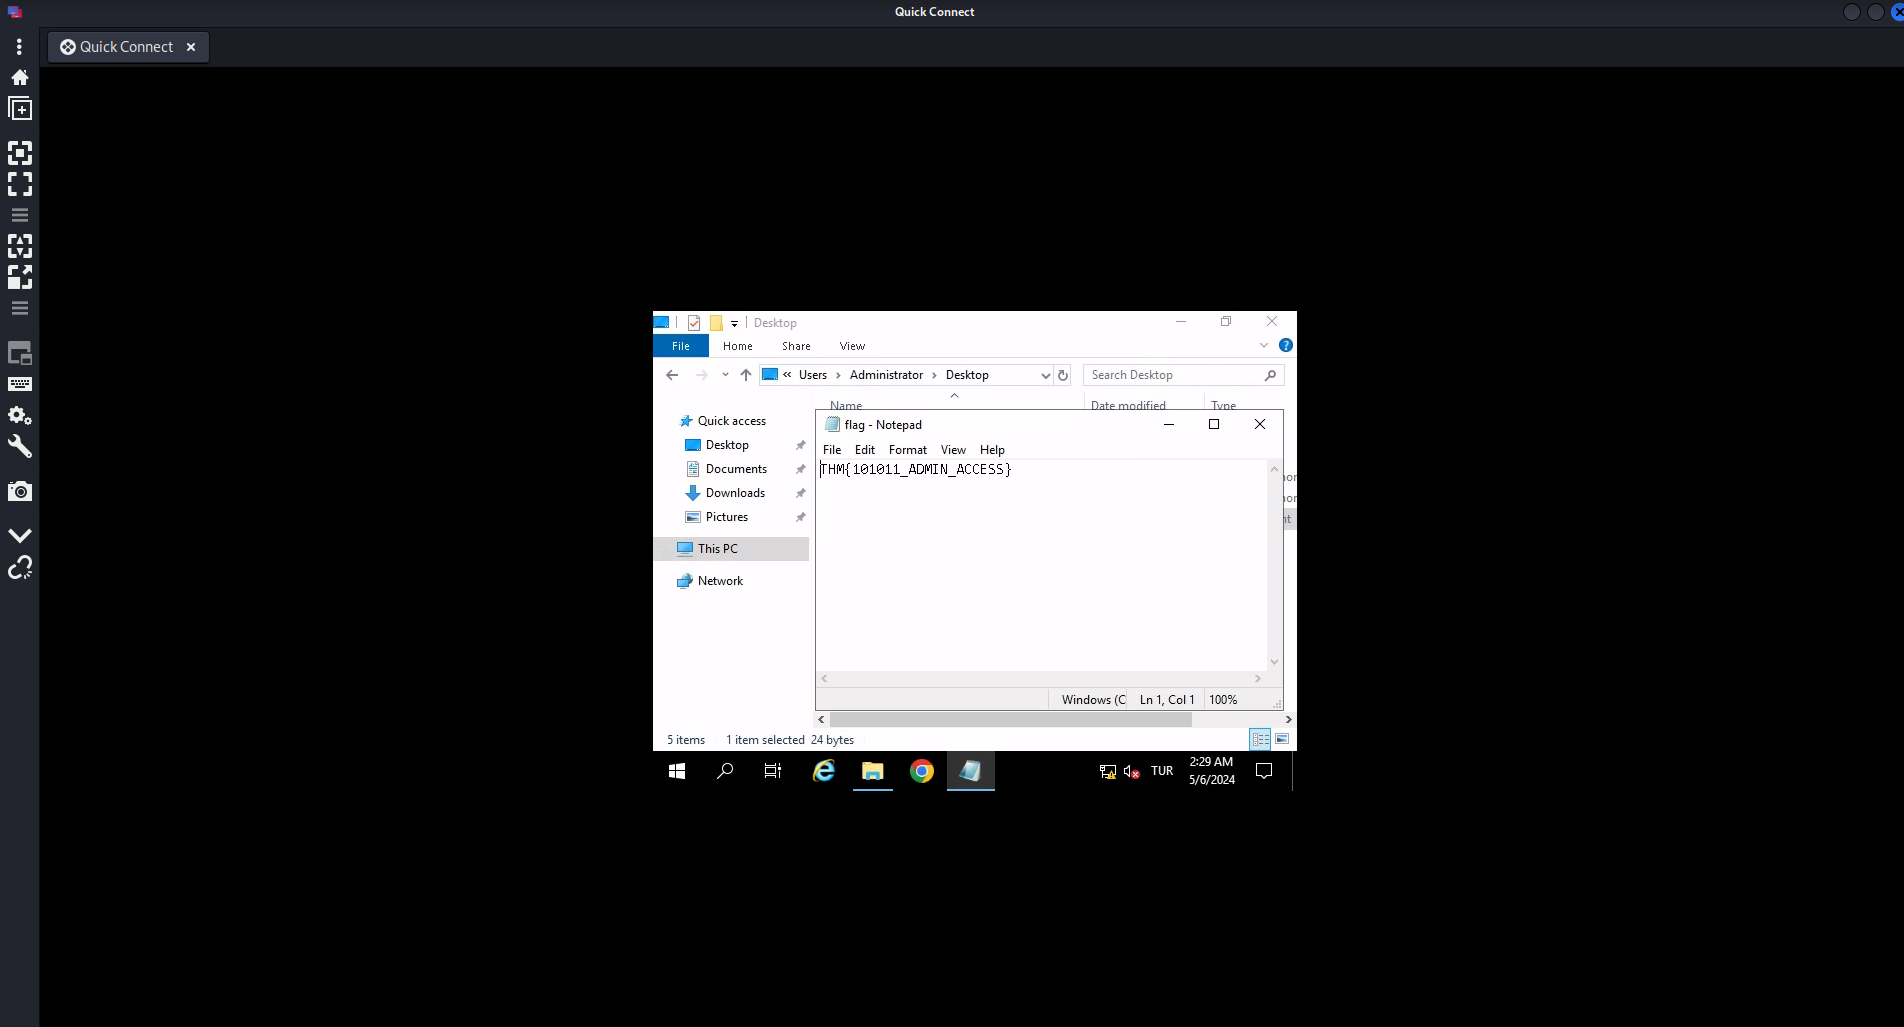 Quick Connect
Quick Connect
Desktop
File Home Share View
« Users › Administrator › Desktop
Search Desktop
Name Date modified Type
Quick access
Desktop
Documents
Downloads
Pictures
This PC
Network
flag - Notepad
File Edit Format View Help
THM{101011_ADMIN_ACCESS}
Windows (C Ln 1, Col 1 100%
5 items 1 item selected 24 bytes
TUR
2:29 AM
5/6/2024